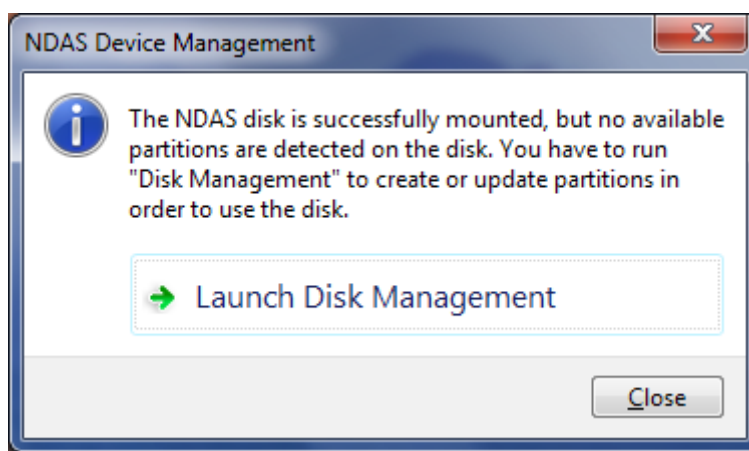 NDAS Device Management
The NDAS disk is successfully mounted, but no available
partitions are detected on the disk. You have to run
"Disk Management" to create or update partitions in
order to use the disk.
Launch Disk Management
Close